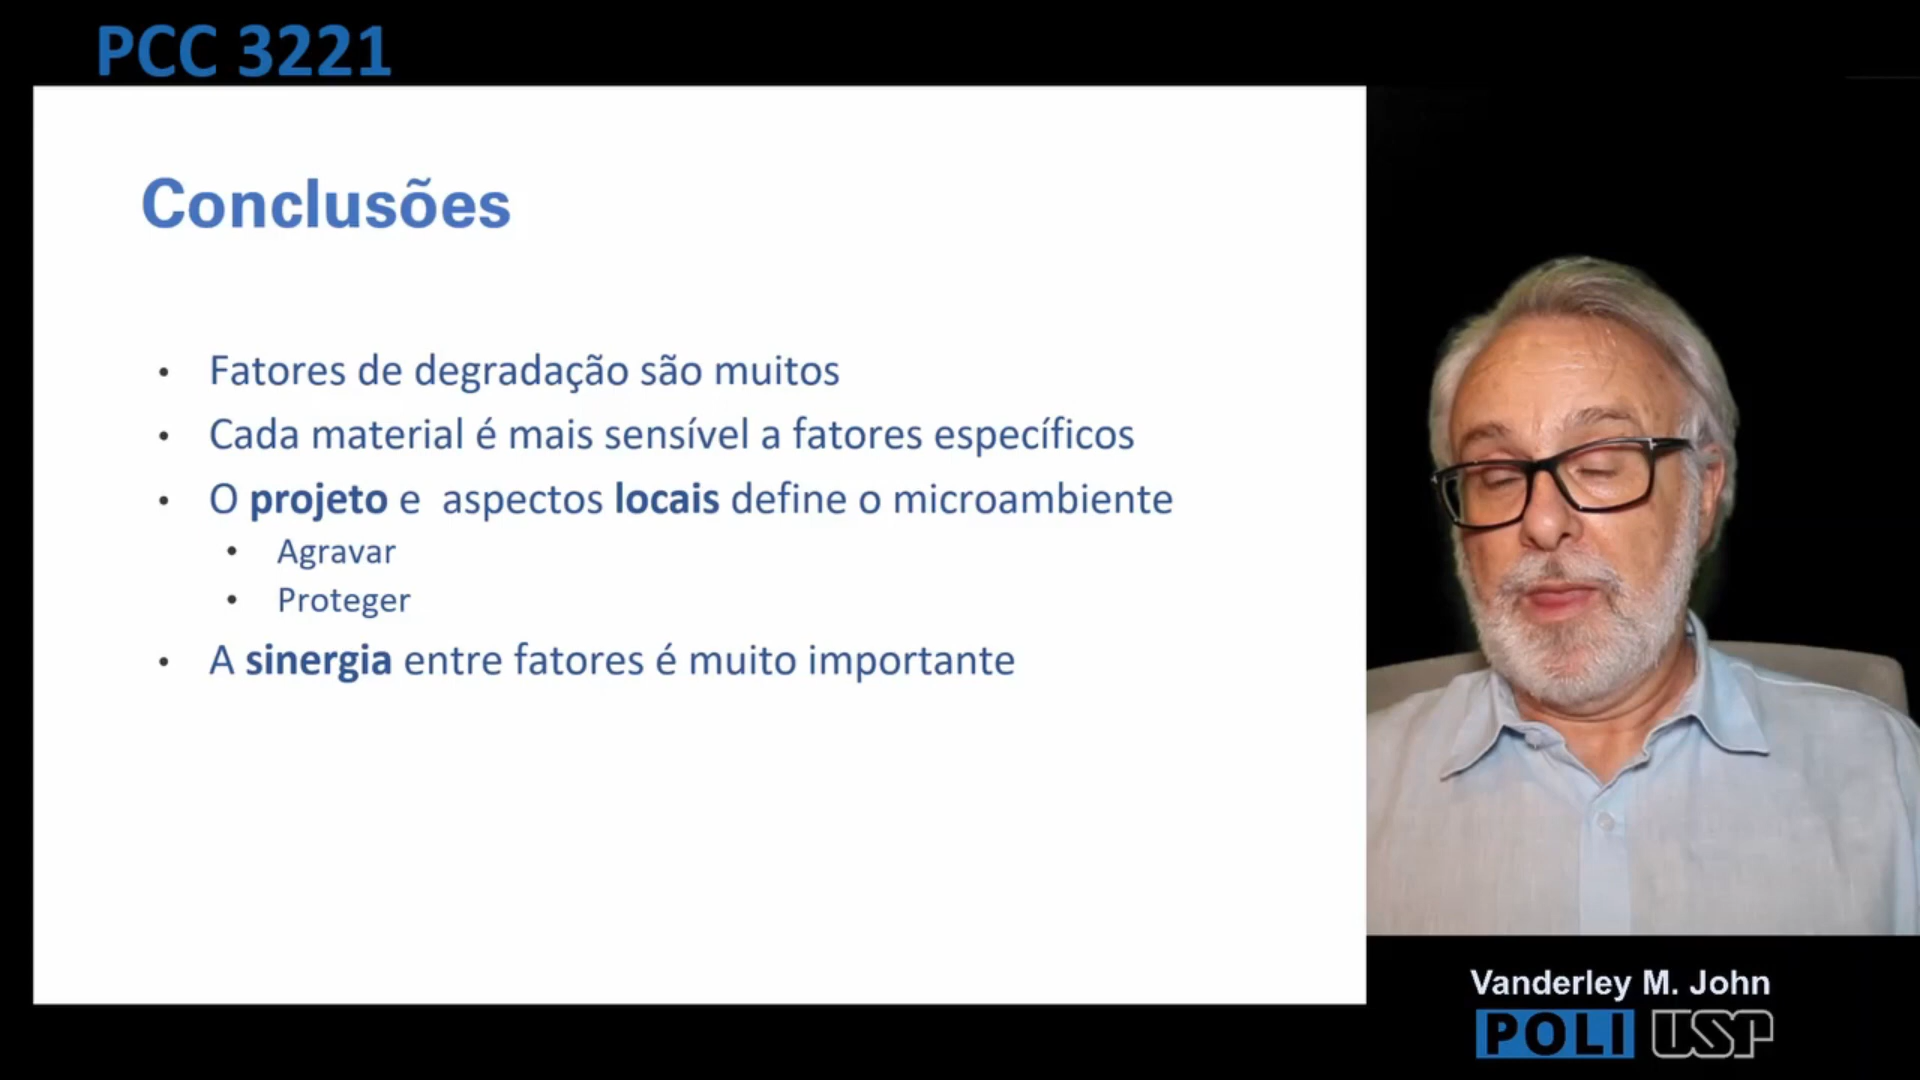 PCC 3221
Conclusões
• Fatores de degradação são muitos
• Cada material é mais sensível a fatores específicos
• O projeto e  aspectos locais define o microambiente
• Agravar
• Proteger
• A sinergia entre fatores é muito importante
Vanderley M. John
POLI USP